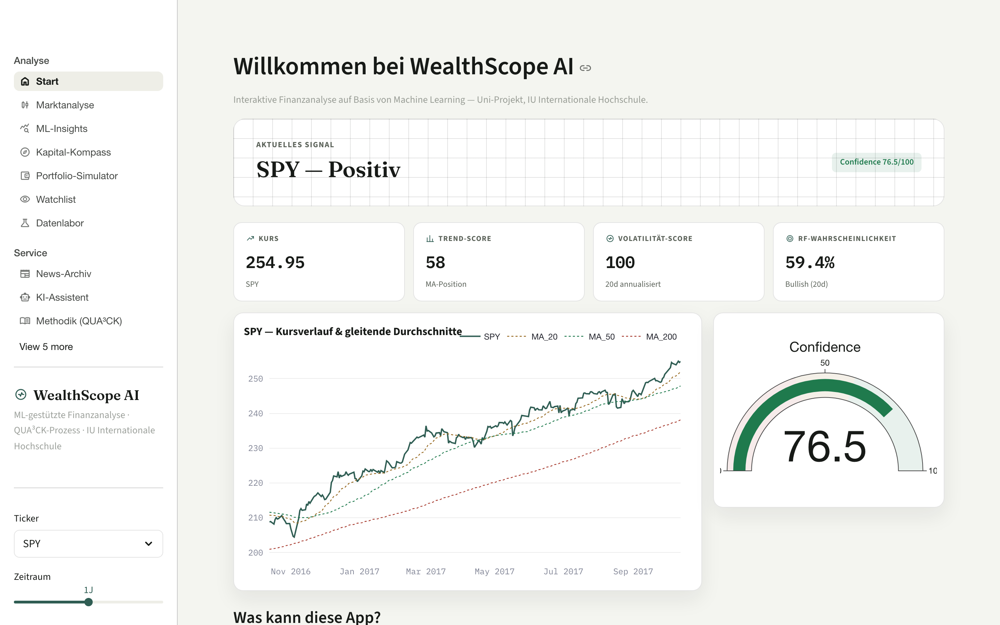 Analyse
Start
Marktanalyse
ML-Insights
Kapital-Kompass
Portfolio-Simulator
Watchlist
Datenlabor
Service
News-Archiv
KI-Assistent
Methodik (QUA³CK)
View 5 more
WealthScope AI
ML-gestützte Finanzanalyse ·
QUA³CK-Prozess · IU Internationale
Hochschule
Ticker
SPY
Zeitraum
1J
Willkommen bei WealthScope AI
Interaktive Finanzanalyse auf Basis von Machine Learning — Uni-Projekt, IU Internationale Hochschule.
AKTUELLES SIGNAL
SPY — Positiv
Confidence 76.5/100
KURS
254.95
SPY
TREND-SCORE
58
MA-Position
VOLATILITÄT-SCORE
100
20d annualisiert
RF-WAHRSCHEINLICHKEIT
59.4%
Bullish (20d)
SPY — Kursverlauf & gleitende Durchschnitte
SPY MA_20 MA_50 MA_200
250
240
230
220
210
200
Nov 2016 Jan 2017 Mar 2017 May 2017 Jul 2017 Sep 2017
Confidence
50
76.5
Was kann diese App?